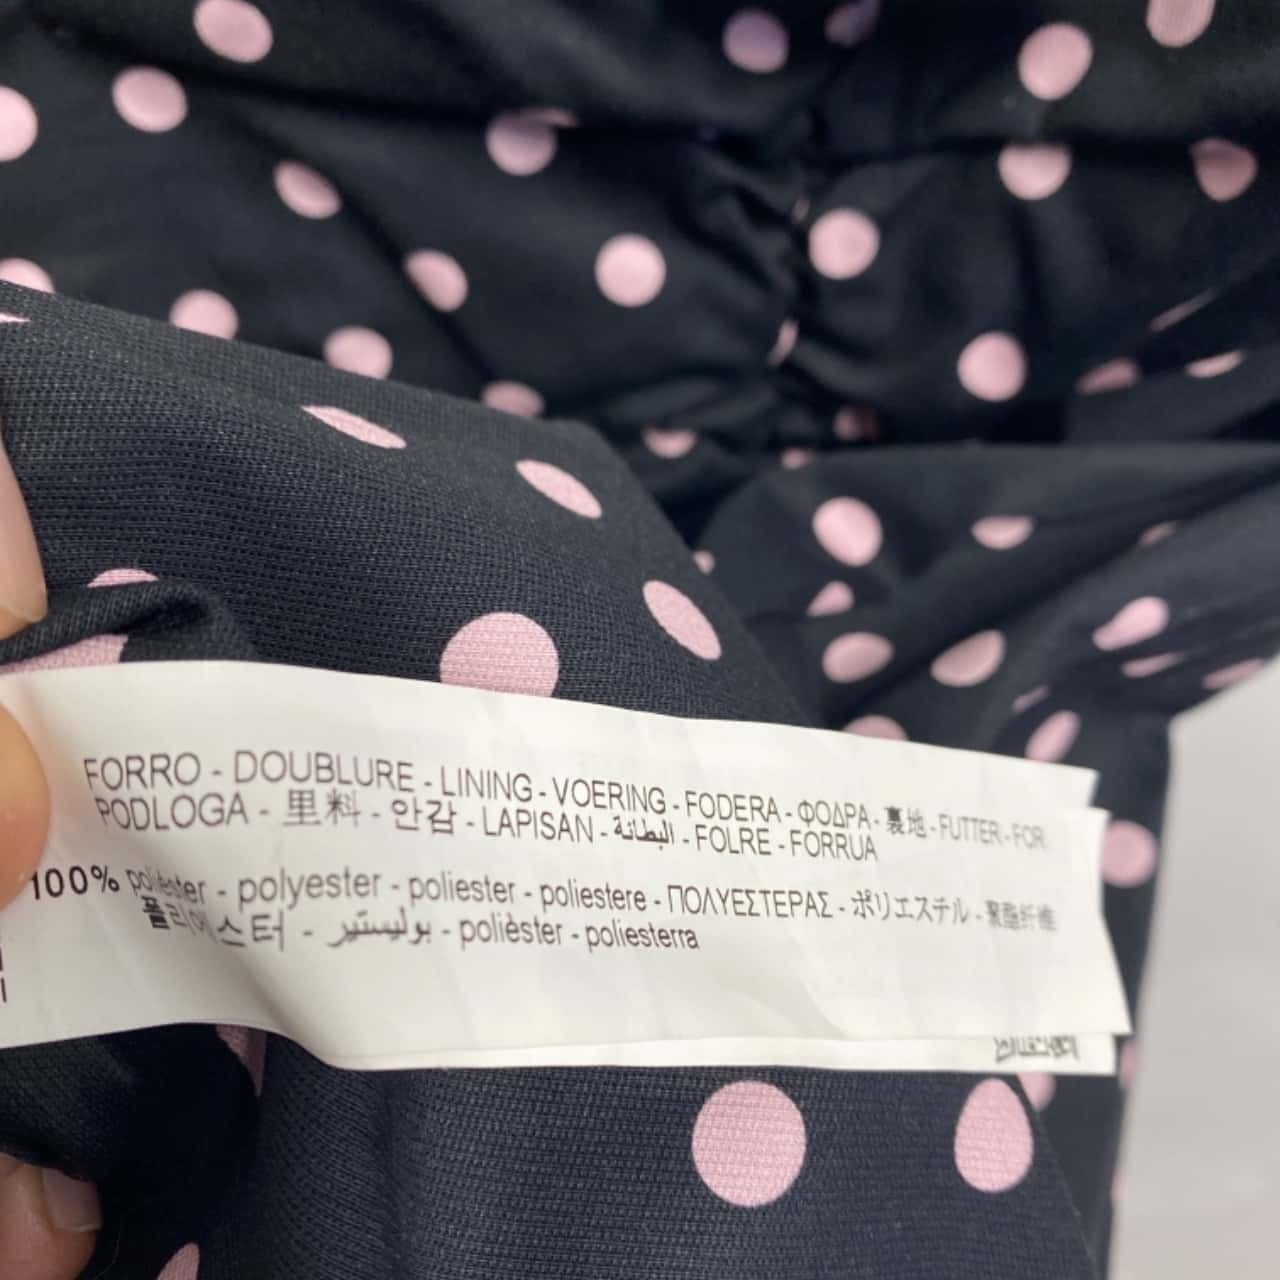 FORRO - DOUBLURE - LINING - VOERING - FODERA - ΦΟΔΡΑ - 裏地 - FUTTER - FOR
PODLOGA - 里料 - 안감 - LAPISAN - البطانة - FOLRE - FORRUA
100% poliéster - polyester - poliester - poliestere - ΠΟΛΥΕΣΤΕΡΑΣ - ポリエステル - 聚酯纤维
폴리에스터 - بوليستير - polièster - poliesterra